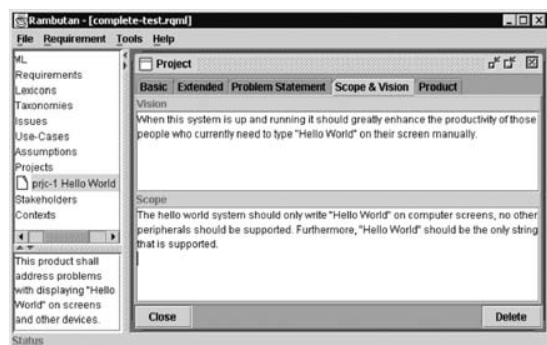 Rambutan - [complete-test.rqml]
File Requirement Tools Help
ML
Requirements
Lexicons
Taxonomies
Issues
Use-Cases
Assumptions
Projects
prjc-1 Hello World
Stakeholders
Contexts
This product shall
address problems
with displaying "Hello
World" on screens
and other devices.
Project
Basic Extended Problem Statement Scope & Vision Product
Vision
When this system is up and running it should greatly enhance the productivity of those
people who currently need to type "Hello World" on their screen manually.
Scope
The hello world system should only write "Hello World" on computer screens, no other
peripherals should be supported. Furthermore, "Hello World" should be the only string
that is supported.
Close Delete
Status